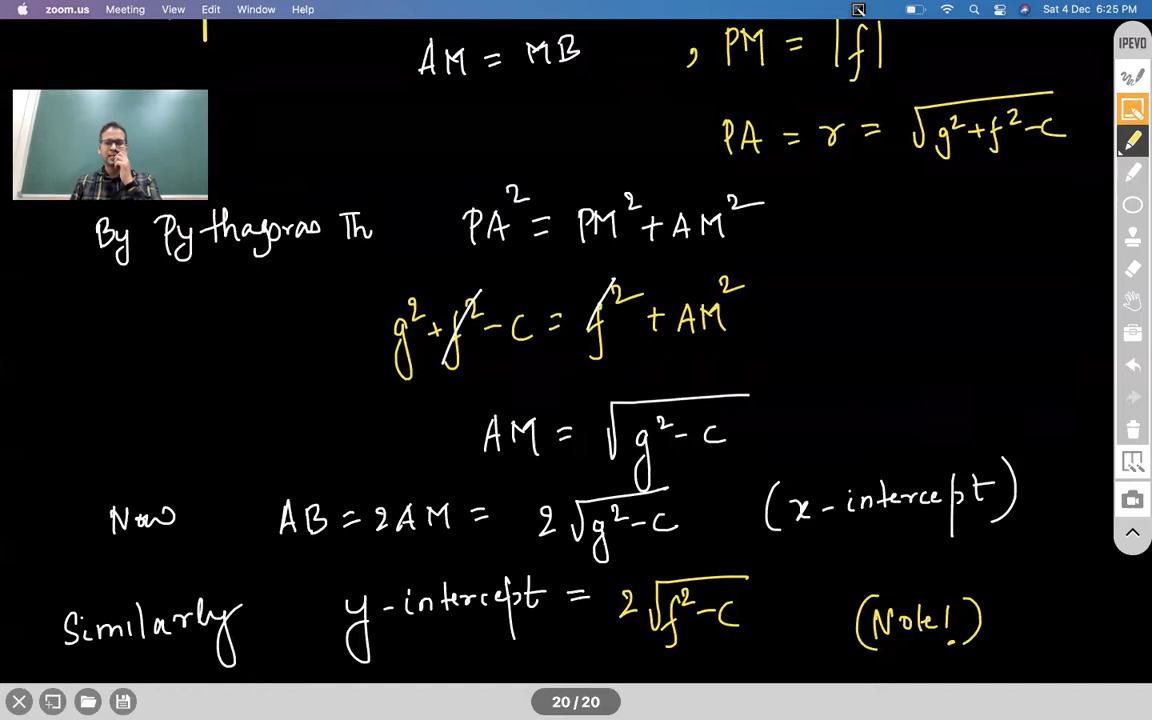 zoom.us Meeting View Edit Window Help Sat 4 Dec 6:25 PM
IPEVO
AM = MB , PM = |f|
PA = r = √(g²+f²-c)
By Pythagoras Th PA² = PM² + AM²
g² + f² - c = f² + AM²
AM = √(g²-c)
Now AB = 2AM = 2√(g²-c) (x-intercept)
Similarly y-intercept = 2√(f²-c) (Note!)
20/20